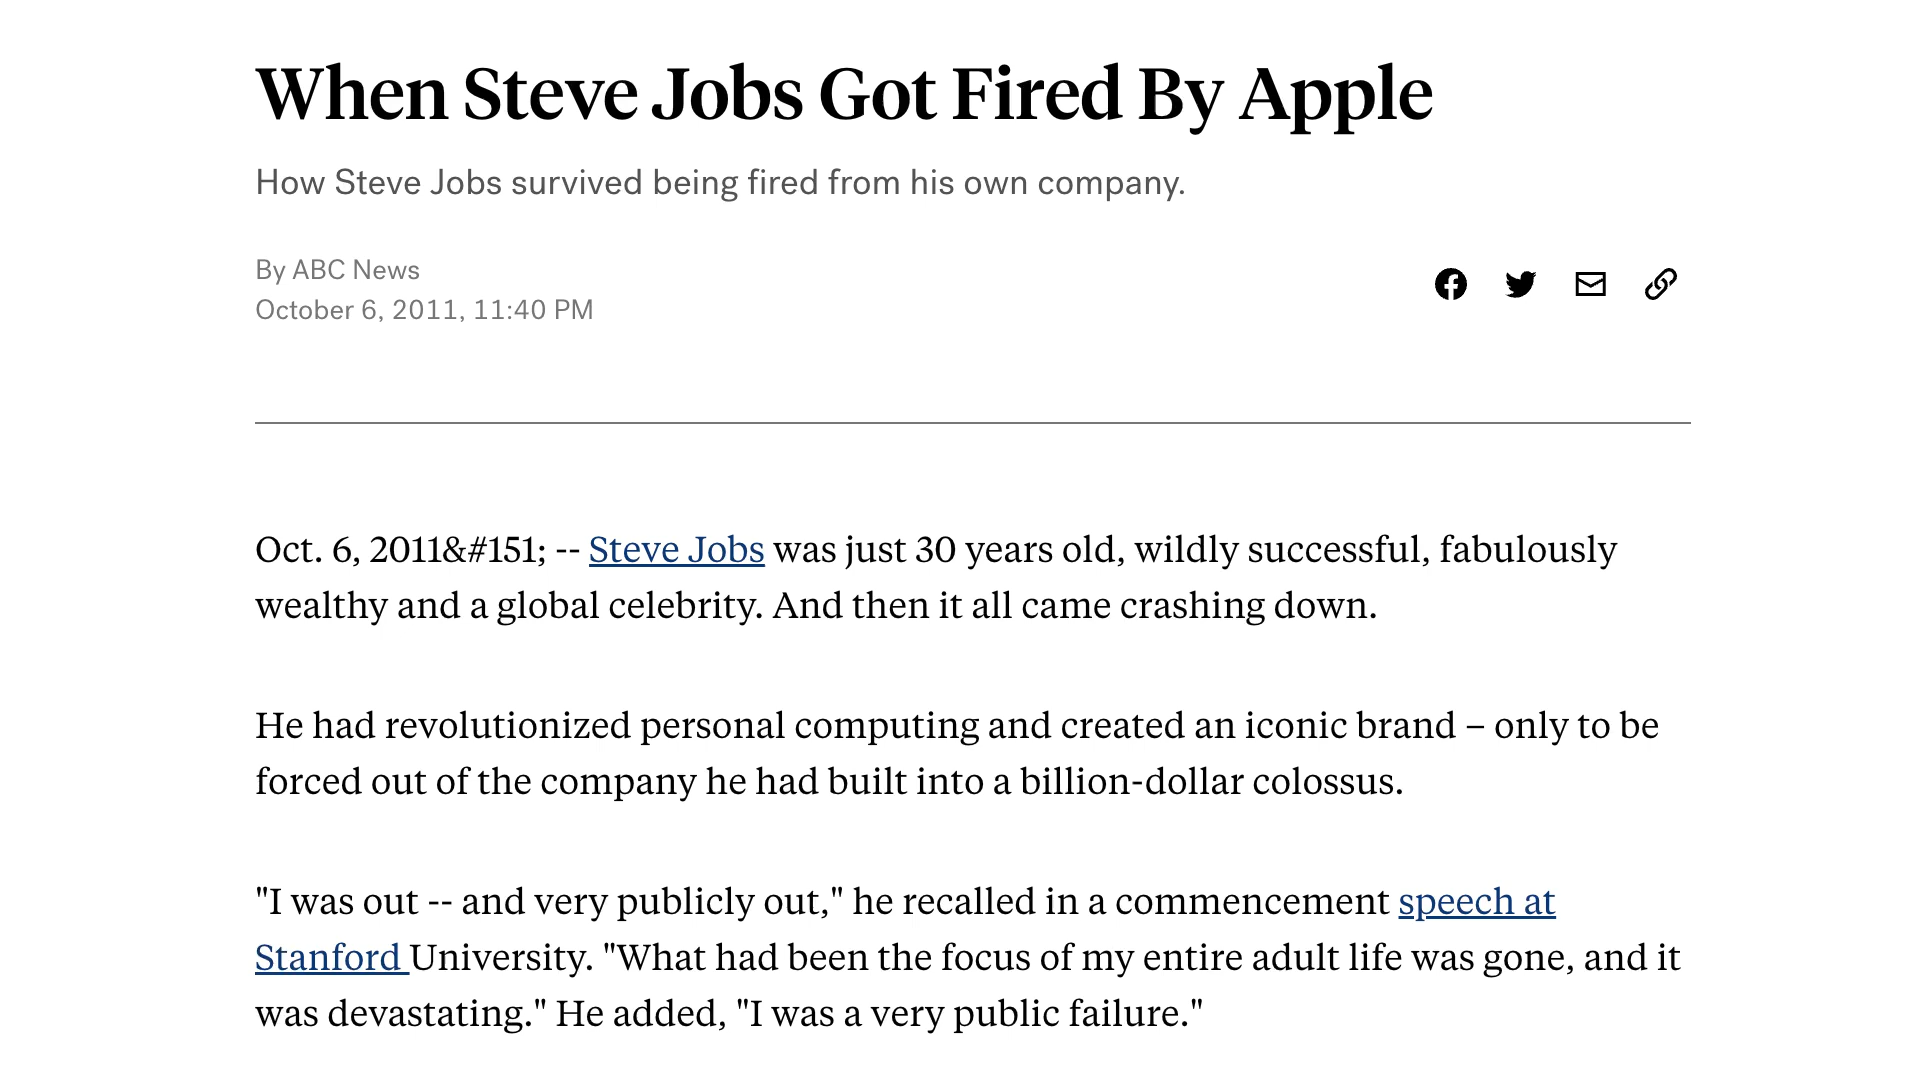 When Steve Jobs Got Fired By Apple
How Steve Jobs survived being fired from his own company.
By ABC News
October 6, 2011, 11:40 PM
Oct. 6, 2011&#151; -- Steve Jobs was just 30 years old, wildly successful, fabulously
wealthy and a global celebrity. And then it all came crashing down.
He had revolutionized personal computing and created an iconic brand – only to be
forced out of the company he had built into a billion-dollar colossus.
"I was out -- and very publicly out," he recalled in a commencement speech at
Stanford University. "What had been the focus of my entire adult life was gone, and it
was devastating." He added, "I was a very public failure."